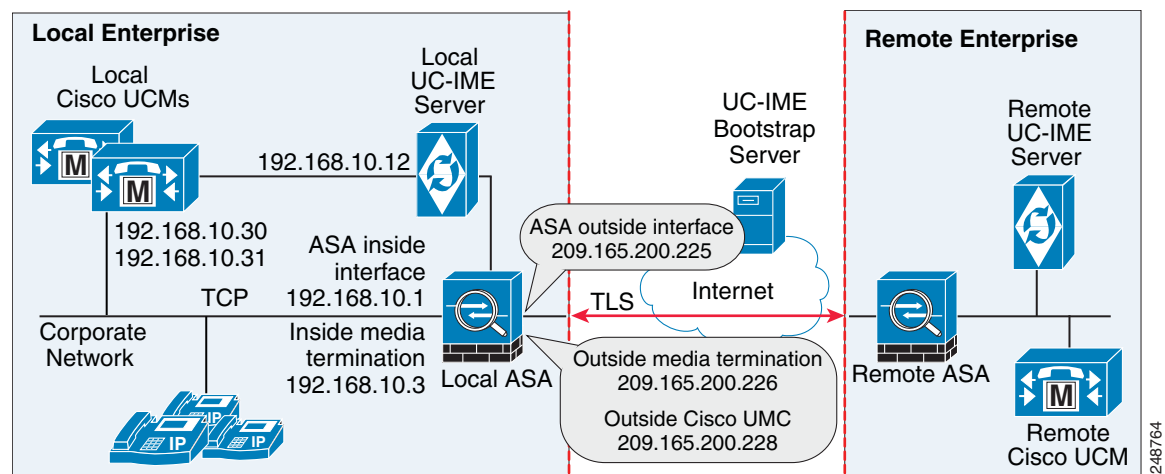 Local Enterprise
Local
Cisco UCMs
M
M
Local
UC-IME
Server
192.168.10.12
192.168.10.30
192.168.10.31
TCP
Corporate
Network
IP
IP
IP
ASA inside
interface
192.168.10.1
Inside media
termination
192.168.10.3
Local ASA
ASA outside interface
209.165.200.225
UC-IME
Bootstrap
Server
TLS
Internet
Outside media termination
209.165.200.226
Outside Cisco UMC
209.165.200.228
Remote Enterprise
Remote
UC-IME
Server
Remote ASA
M
Remote
Cisco UCM
248764